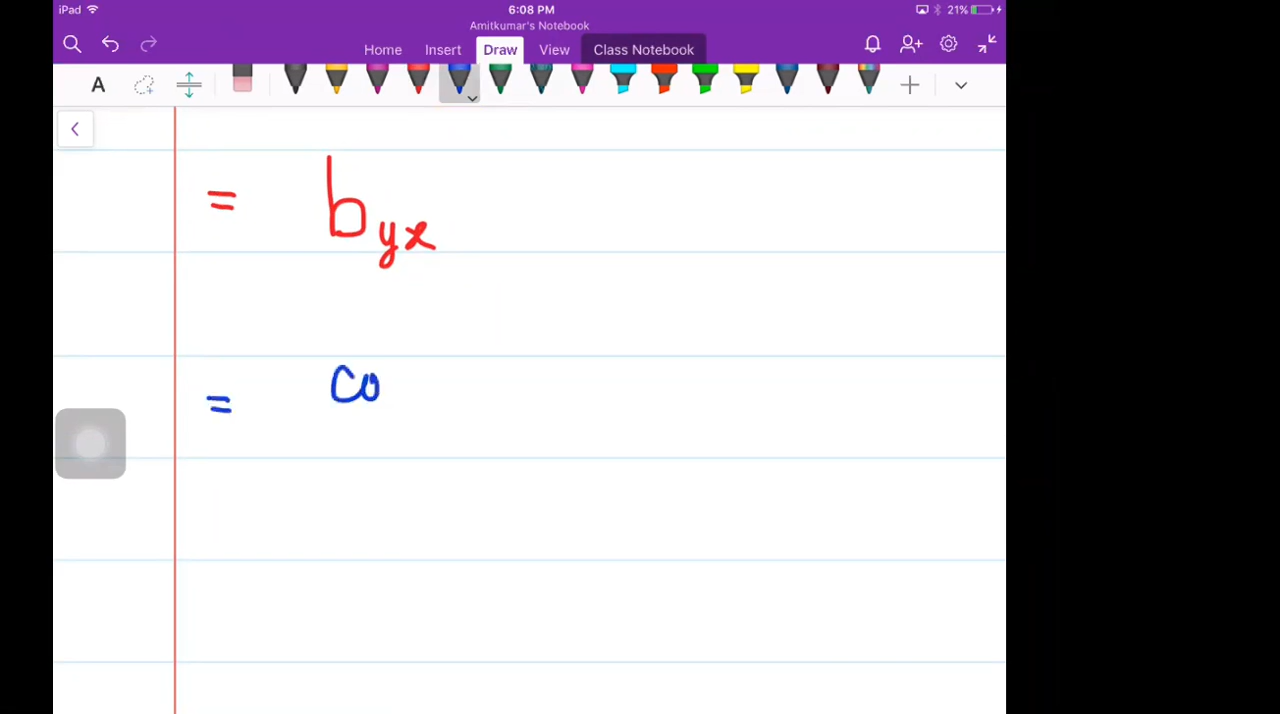 iPad 6:08 PM 21%
Amitkumar's Notebook
Home Insert Draw View Class Notebook
A
= byx
= co